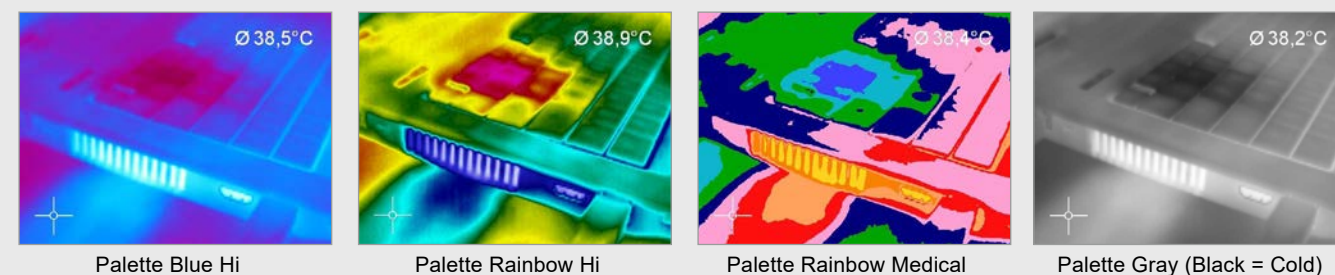 Ø 38,5°C
Ø 38,9°C
Ø 38,4°C
Ø 38,2°C
Palette Blue Hi
Palette Rainbow Hi
Palette Rainbow Medical
Palette Gray (Black = Cold)